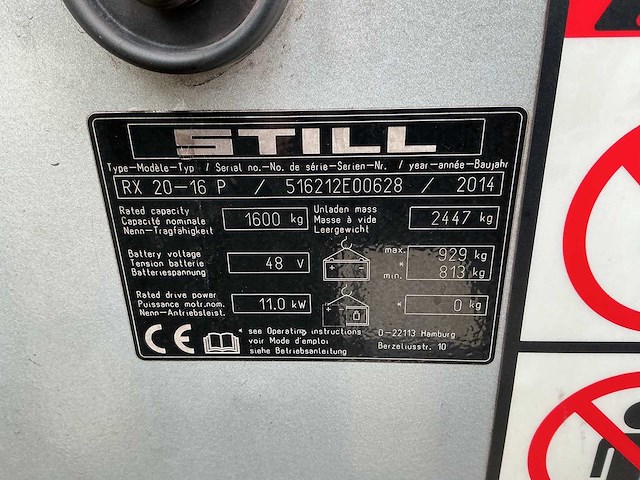 STILL
Type-Modèle-Typ / Serial no.-No. de série-Serien-Nr. / year-année-Baujahr
RX 20-16 P / 516212E00628 / 2014
Rated capacity
Capacité nominale
Nenn-Tragfähigkeit
1600 kg
Unladen mass
Masse à vide
Leergewicht
2447 kg
Battery voltage
Tension batterie
Batteriespannung
48 V
max. 929 kg
*
min. 813 kg
Rated drive power
Puissance motr.nom.
Nenn-Antriebsleist.
11.0 kW
* 0 kg
CE
* see Operating instructions
voir Mode d'emploi
siehe Betriebsanleitung
D-22113 Hamburg
Berzeliusstr. 10